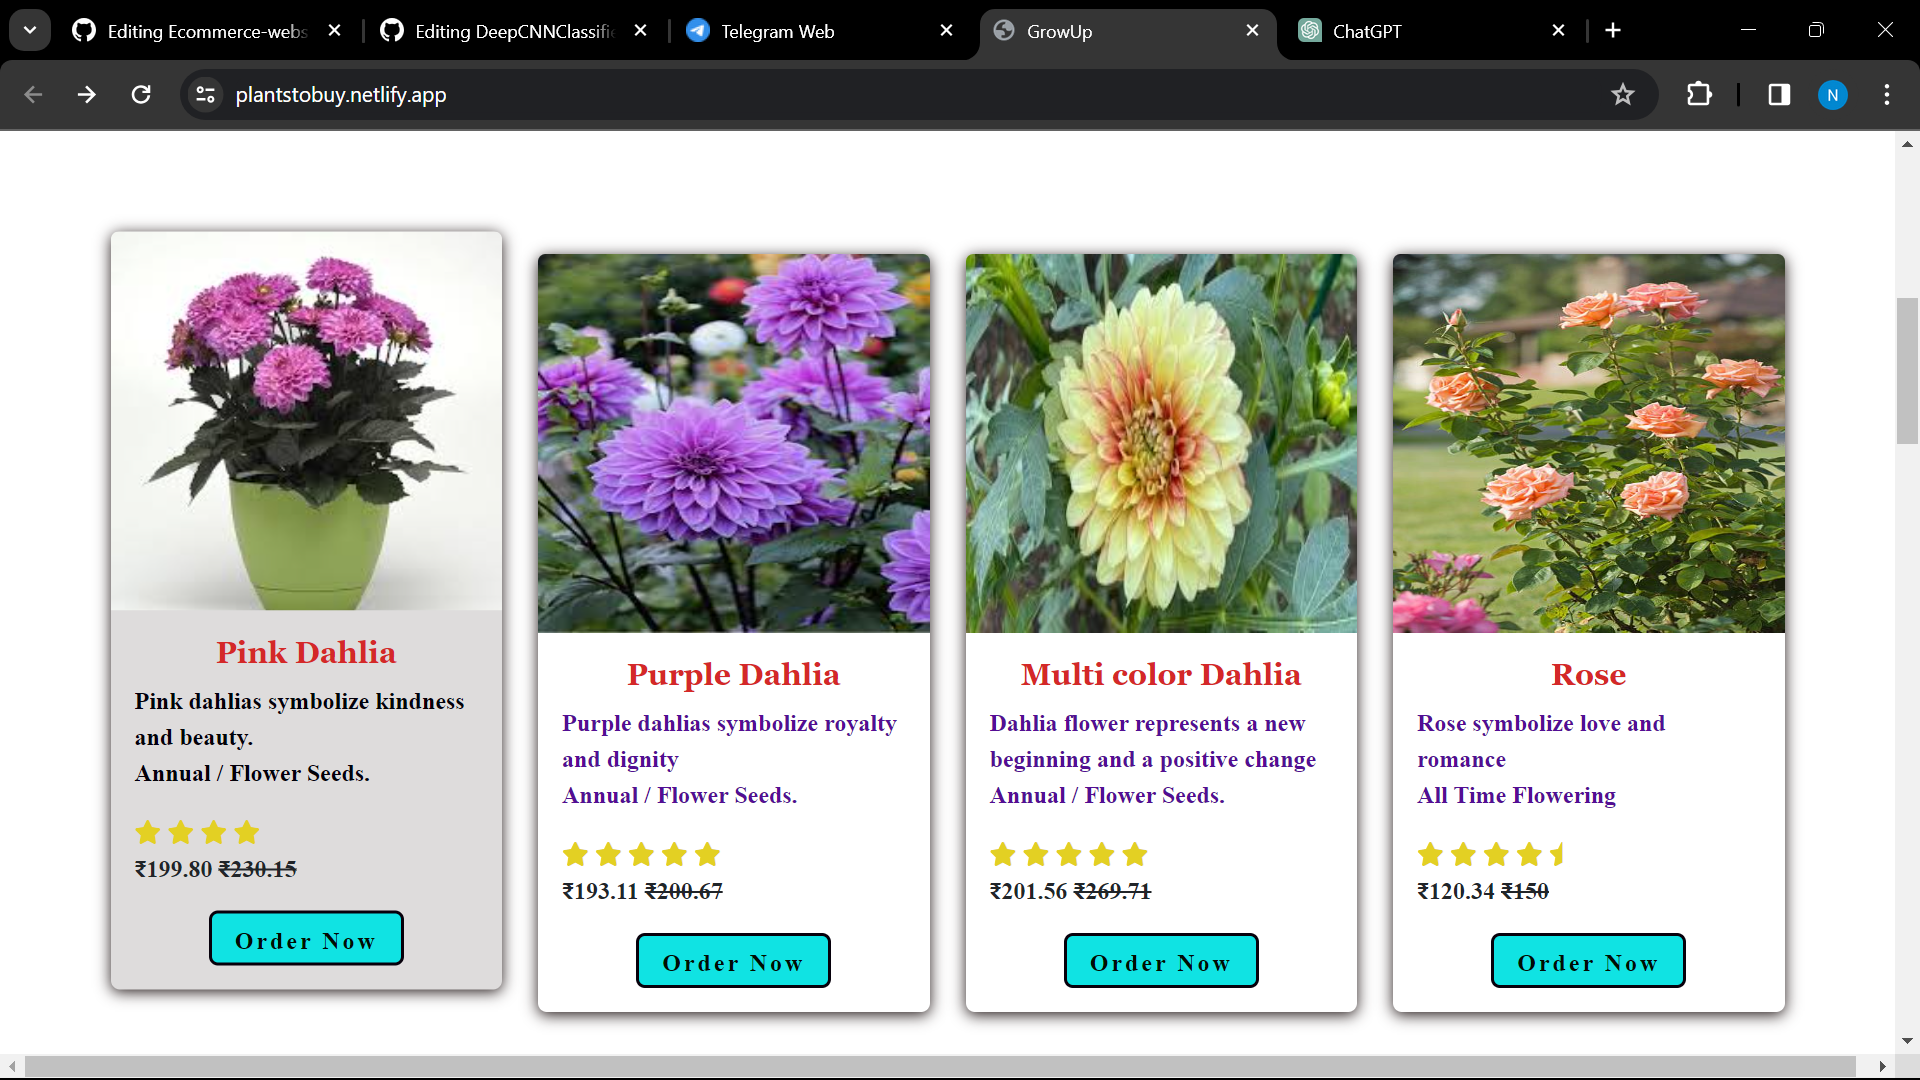 Editing Ecommerce-webs
Editing DeepCNNClassifi
Telegram Web
GrowUp
ChatGPT
plantstobuy.netlify.app
N
Pink Dahlia
Pink dahlias symbolize kindness
and beauty.
Annual / Flower Seeds.
₹199.80 ₹230.15
Order Now
Purple Dahlia
Purple dahlias symbolize royalty
and dignity
Annual / Flower Seeds.
₹193.11 ₹200.67
Order Now
Multi color Dahlia
Dahlia flower represents a new
beginning and a positive change
Annual / Flower Seeds.
₹201.56 ₹269.71
Order Now
Rose
Rose symbolize love and
romance
All Time Flowering
₹120.34 ₹150
Order Now